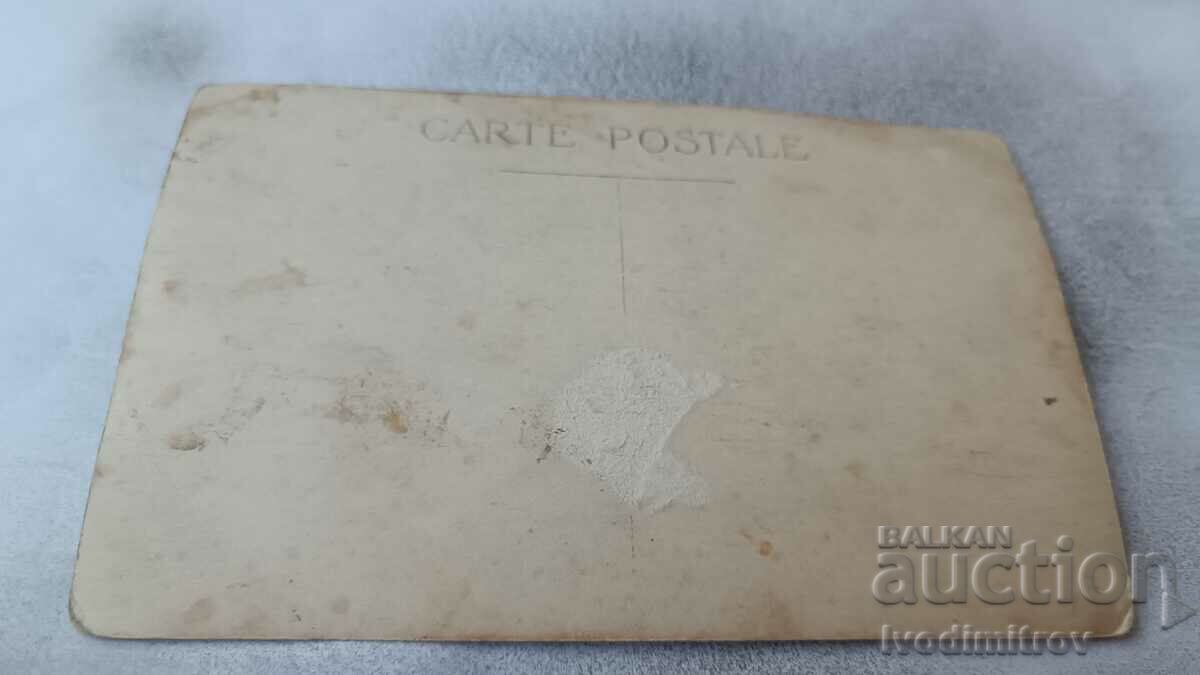 CARTE POSTALE
BALKAN
auction
Ivodimitrov